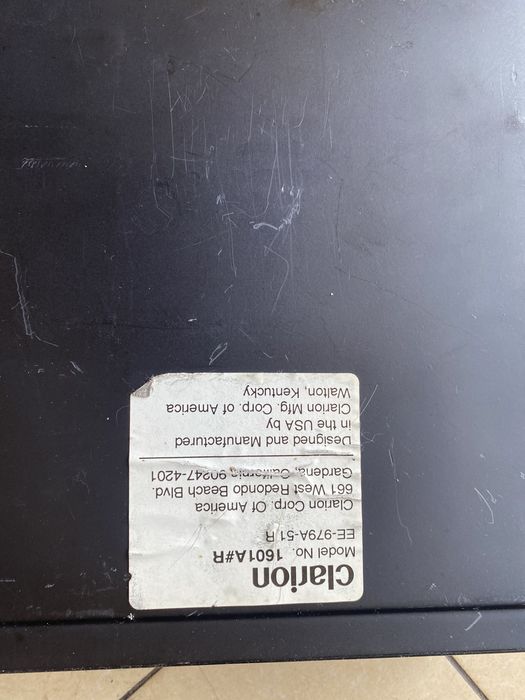 clarion
Model No. 1601A#R
EE-979A-51 R
Clarion Corp. Of America
661 West Redondo Beach Blvd.
Gardena, California 90247-4201
Designed and Manufactured
in the USA by
Clarion Mfg. Corp. of America
Walton, Kentucky